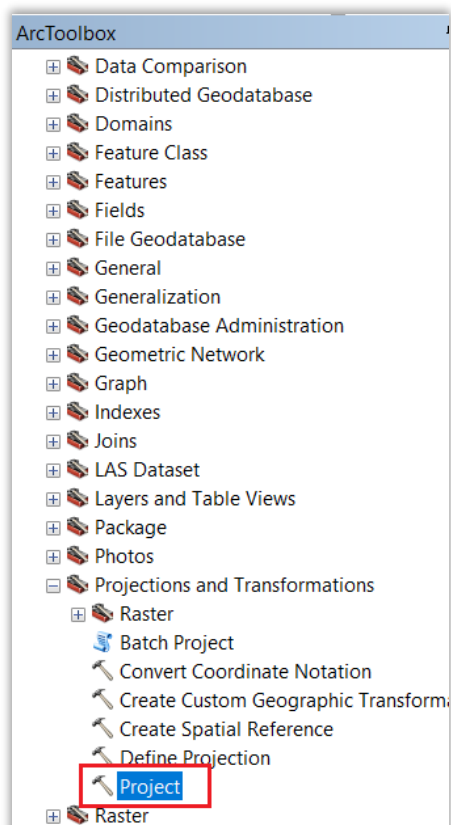 ArcToolbox
Data Comparison
Distributed Geodatabase
Domains
Feature Class
Features
Fields
File Geodatabase
General
Generalization
Geodatabase Administration
Geometric Network
Graph
Indexes
Joins
LAS Dataset
Layers and Table Views
Package
Photos
Projections and Transformations
Raster
Batch Project
Convert Coordinate Notation
Create Custom Geographic Transforma
Create Spatial Reference
Define Projection
Project
Raster